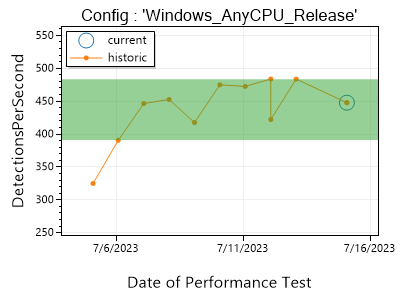 Config : 'Windows_AnyCPU_Release'
current
historic
DetectionsPerSecond
550
500
450
400
350
300
250
7/6/2023 7/11/2023 7/16/2023
Date of Performance Test